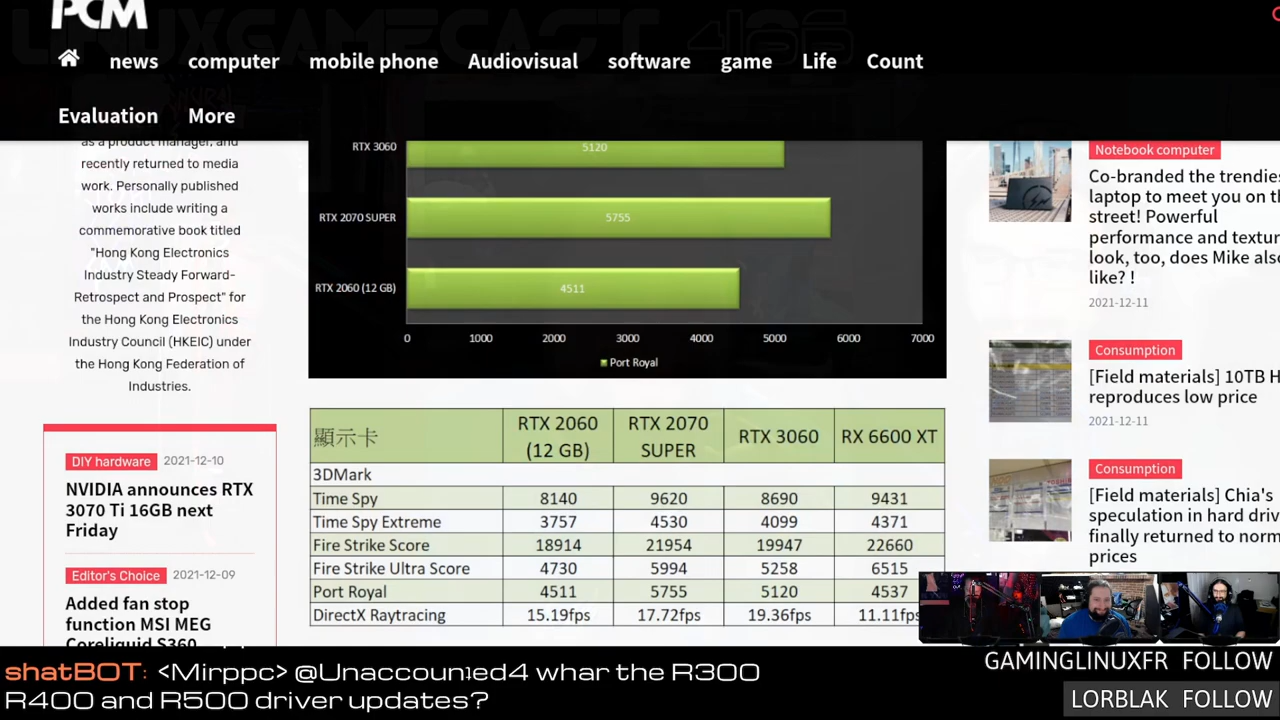 PCM
LINUXGAMECAST 486
news computer mobile phone Audiovisual software game Life Count
Evaluation More
as a product manager, and
recently returned to media
work. Personally published
works include writing a
commemorative book titled
"Hong Kong Electronics
Industry Steady Forward-
Retrospect and Prospect" for
the Hong Kong Electronics
Industry Council (HKEIC) under
the Hong Kong Federation of
Industries.
DIY hardware 2021-12-10
NVIDIA announces RTX
3070 Ti 16GB next
Friday
Editor's Choice 2021-12-09
Added fan stop
function MSI MEG
Coreliquid S360
RTX 3060 5120
RTX 2070 SUPER 5755
RTX 2060 (12 GB) 4511
0 1000 2000 3000 4000 5000 6000 7000
Port Royal
顯示卡 RTX 2060 (12 GB) RTX 2070 SUPER RTX 3060 RX 6600 XT
3DMark
Time Spy 8140 9620 8690 9431
Time Spy Extreme 3757 4530 4099 4371
Fire Strike Score 18914 21954 19947 22660
Fire Strike Ultra Score 4730 5994 5258 6515
Port Royal 4511 5755 5120 4537
DirectX Raytracing 15.19fps 17.72fps 19.36fps 11.11fps
Notebook computer
Co-branded the trendies
laptop to meet you on th
street! Powerful
performance and textur
look, too, does Mike also
like? !
2021-12-11
Consumption
[Field materials] 10TB H
reproduces low price
2021-12-11
Consumption
[Field materials] Chia's
speculation in hard driv
finally returned to norm
prices
shatBOT: <Mirppc> @Unaccounted4 whar the R300
R400 and R500 driver updates?
GAMINGLINUXFR FOLLOW
LORBLAK FOLLOW